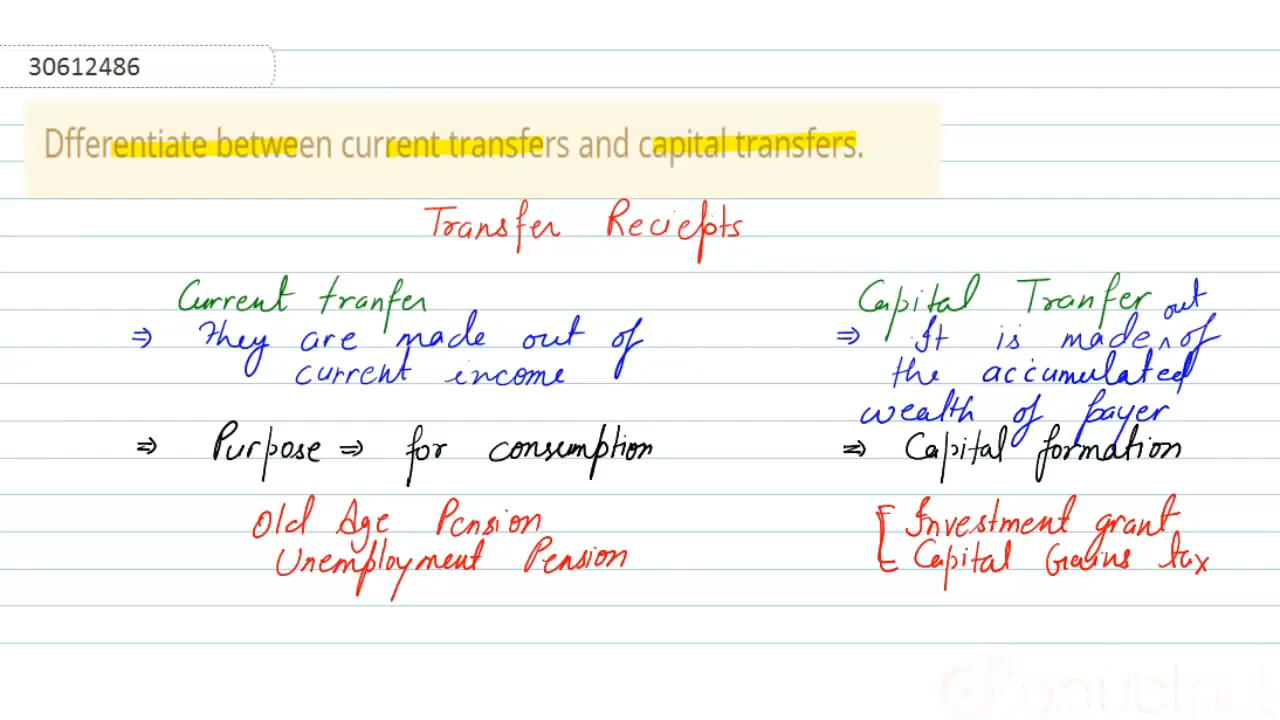 30612486
Dfferentiate between current transfers and capital transfers.
Transfer Reciepts
Current tranfer
⇒ They are made out of
current income
⇒ Purpose ⇒ for consumption
Old Age Pension
Unemployment Pension
Capital Tranfer
⇒ It is made ^ out of
the accumulated
wealth of payer
⇒ Capital formation
Investment grant
Capital Gains tax